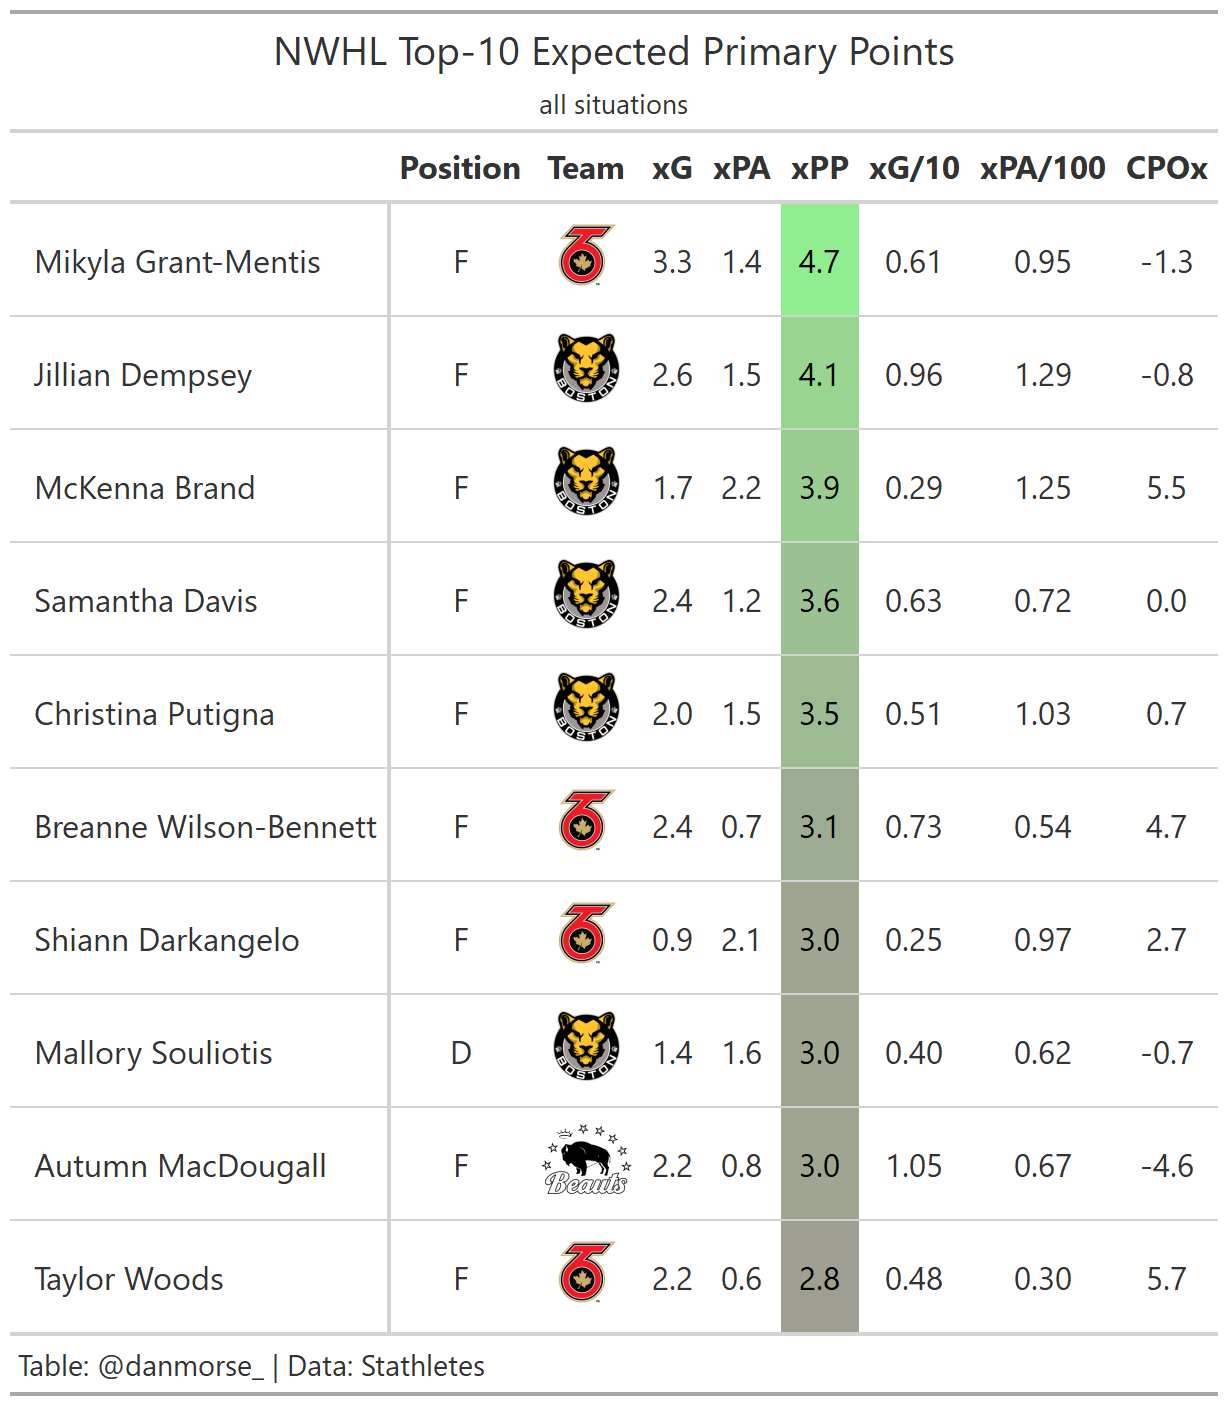 NWHL Top-10 Expected Primary Points
all situations
Position Team xG xPA xPP xG/10 xPA/100 CPOx
Mikyla Grant-Mentis F 6 3.3 1.4 4.7 0.61 0.95 -1.3
Jillian Dempsey F BOSTON 2.6 1.5 4.1 0.96 1.29 -0.8
McKenna Brand F BOSTON 1.7 2.2 3.9 0.29 1.25 5.5
Samantha Davis F BOSTON 2.4 1.2 3.6 0.63 0.72 0.0
Christina Putigna F BOSTON 2.0 1.5 3.5 0.51 1.03 0.7
Breanne Wilson-Bennett F 6 2.4 0.7 3.1 0.73 0.54 4.7
Shiann Darkangelo F 6 0.9 2.1 3.0 0.25 0.97 2.7
Mallory Souliotis D BOSTON 1.4 1.6 3.0 0.40 0.62 -0.7
Autumn MacDougall F Beauts 2.2 0.8 3.0 1.05 0.67 -4.6
Taylor Woods F 6 2.2 0.6 2.8 0.48 0.30 5.7
Table: @danmorse_ | Data: Stathletes